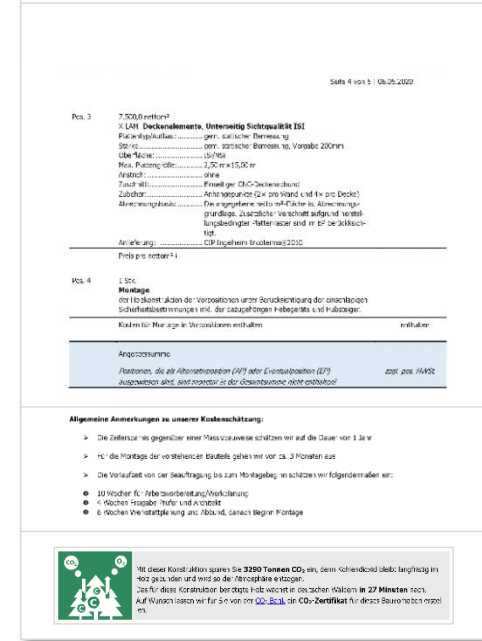 Seite 4 von 5 | 06.05.2020
Pos. 3 7.500,0 nettom²
X-LAM Deckenelemente, Unterseitig Sichtqualität ISI
Plattentyp/Aufbau: gem. statischer Bemessung
Stärke: gem. statischer Bemessung, Vorgabe 200mm
Oberfläche: ISI/NSI
Max. Plattengröße: 2,50 m×15,00 m
Anstrich: ohne
Zuschnitt: Einseitiger CNC-Deckenabbund
Zubehör: Anhängepunkte (2× pro Wand und 4× pro Decke)
Abrechnungsbasis: Die angegebene nettom²-Fläche ist Abrechnungs-
grundlage. Zusätzlicher Verschnitt aufgrund herstel-
lungsbedingter Plattenraster sind im EP berücksich-
tigt.
Anlieferung: CIP Ingelheim Incoterms®2010
Preis pro nettom²
Pos. 4 1 Stk.
Montage
der Holzkonstruktion der Vorpositionen unter Berücksichtigung der einschlägigen
Sicherheitsbestimmungen inkl. der dazugehörigen Hebegeräte und Hubsteiger.
Kosten für Montage in Vorpositionen enthalten enthalten
Angebotssumme
Positionen, die als Alternativposition (AP) oder Eventualposition (EP) zzgl. ges. MWSt.
ausgewiesen sind, sind monetär in der Gesamtsumme nicht enthalten!
Allgemeine Anmerkungen zu unserer Kostenschätzung:
➢ Die Zeitersparnis gegenüber einer Massivbauweise schätzen wir auf die Dauer von 1 Jahr
➢ Für die Montage der vorstehenden Bauteile gehen wir von ca. 3 Monaten aus
➢ Die Vorlaufzeit von der Beauftragung bis zum Montagebeginn schätzen wir folgendermaßen ein:
10 Wochen für Arbeitsvorbereitung/Werkplanung
4 Wochen Freigabe Prüfer und Architekt
6 Wochen Werkstattplanung und Abbund, danach Beginn Montage
CO₂ O₂
Mit dieser Konstruktion sparen Sie 3290 Tonnen CO₂ ein, denn Kohlendioxid bleibt langfristig im
Holz gebunden und wird so der Atmosphäre entzogen.
Das für diese Konstruktion benötigte Holz wächst in deutschen Wäldern in 27 Minuten nach.
Auf Wunsch lassen wir für Sie von der CO₂-Bank ein CO₂-Zertifikat für dieses Bauvorhaben erstel-
len.
C C C